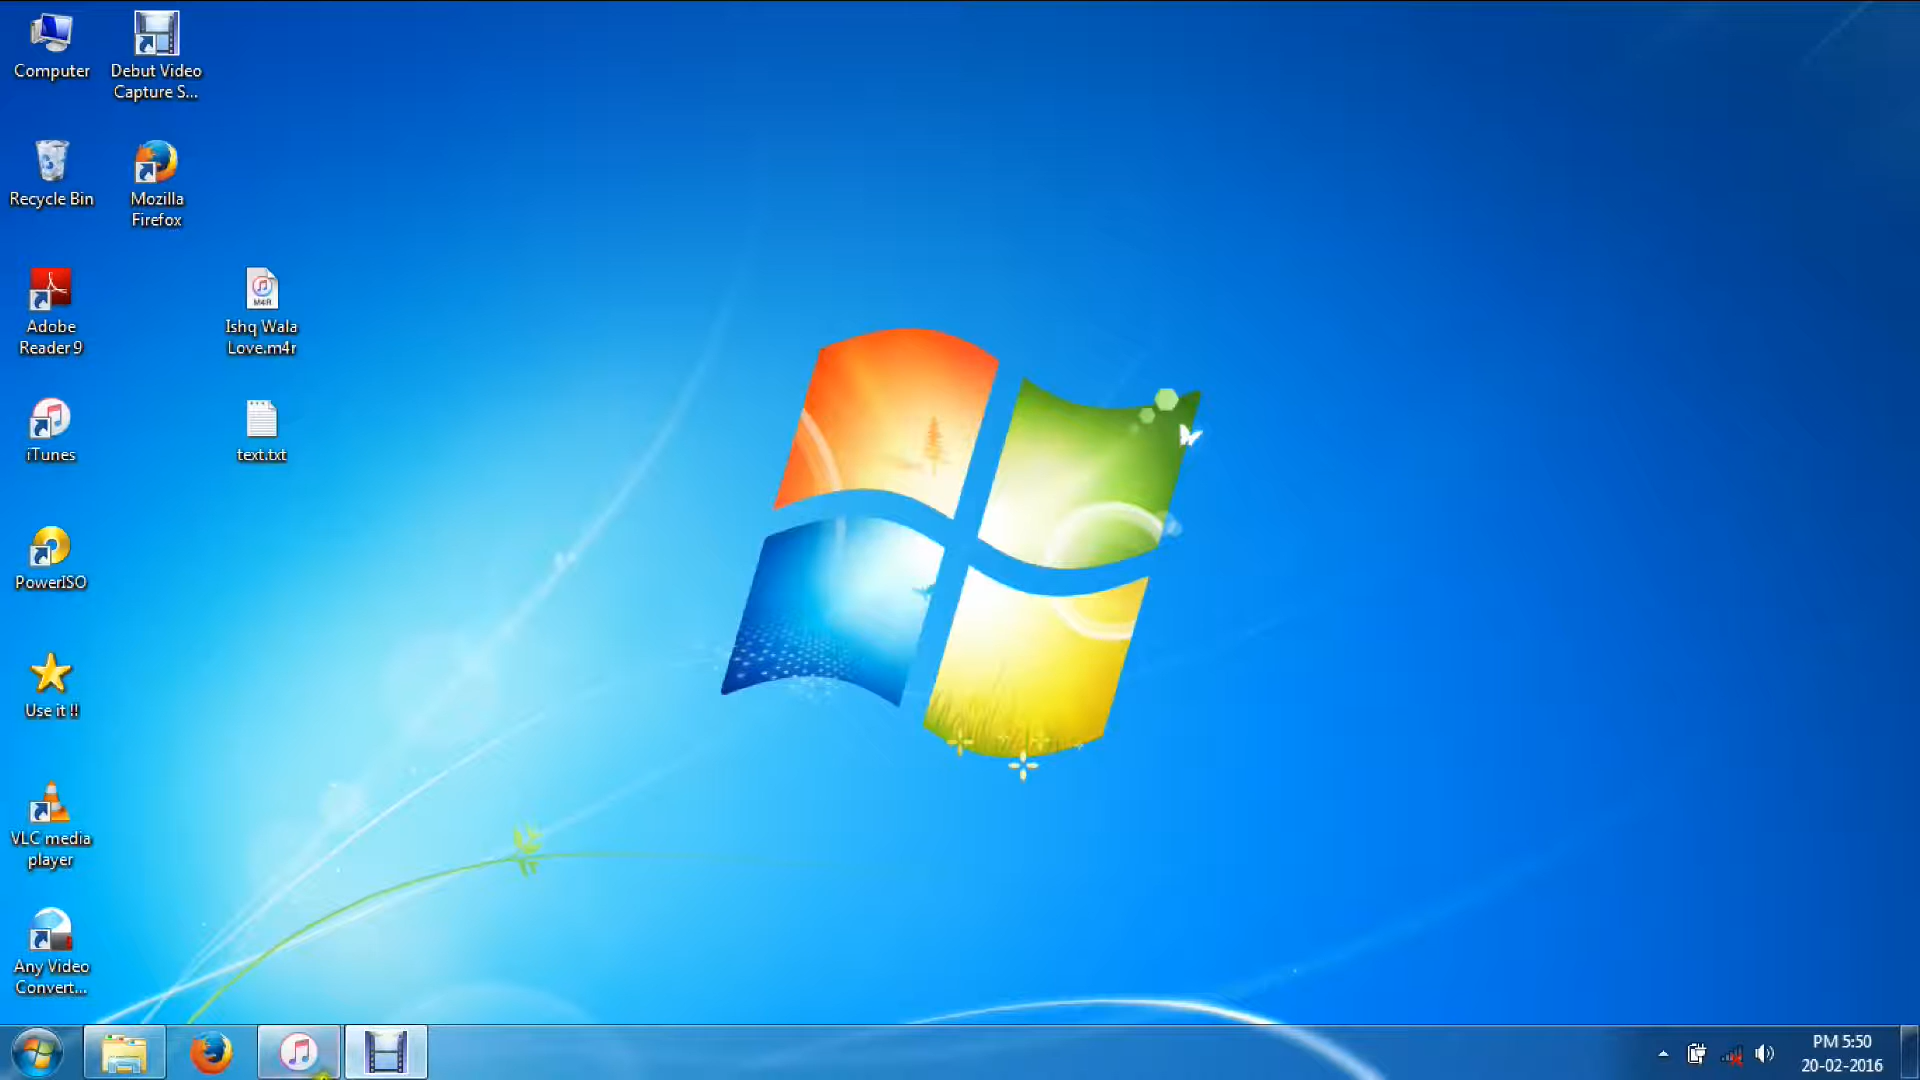 Computer
Debut Video
Capture S...
Recycle Bin
Mozilla
Firefox
Adobe
Reader 9
M4R
Ishq Wala
Love.m4r
iTunes
text.txt
PowerISO
Use it !!
VLC media
player
Any Video
Convert...
PM 5:50
20-02-2016